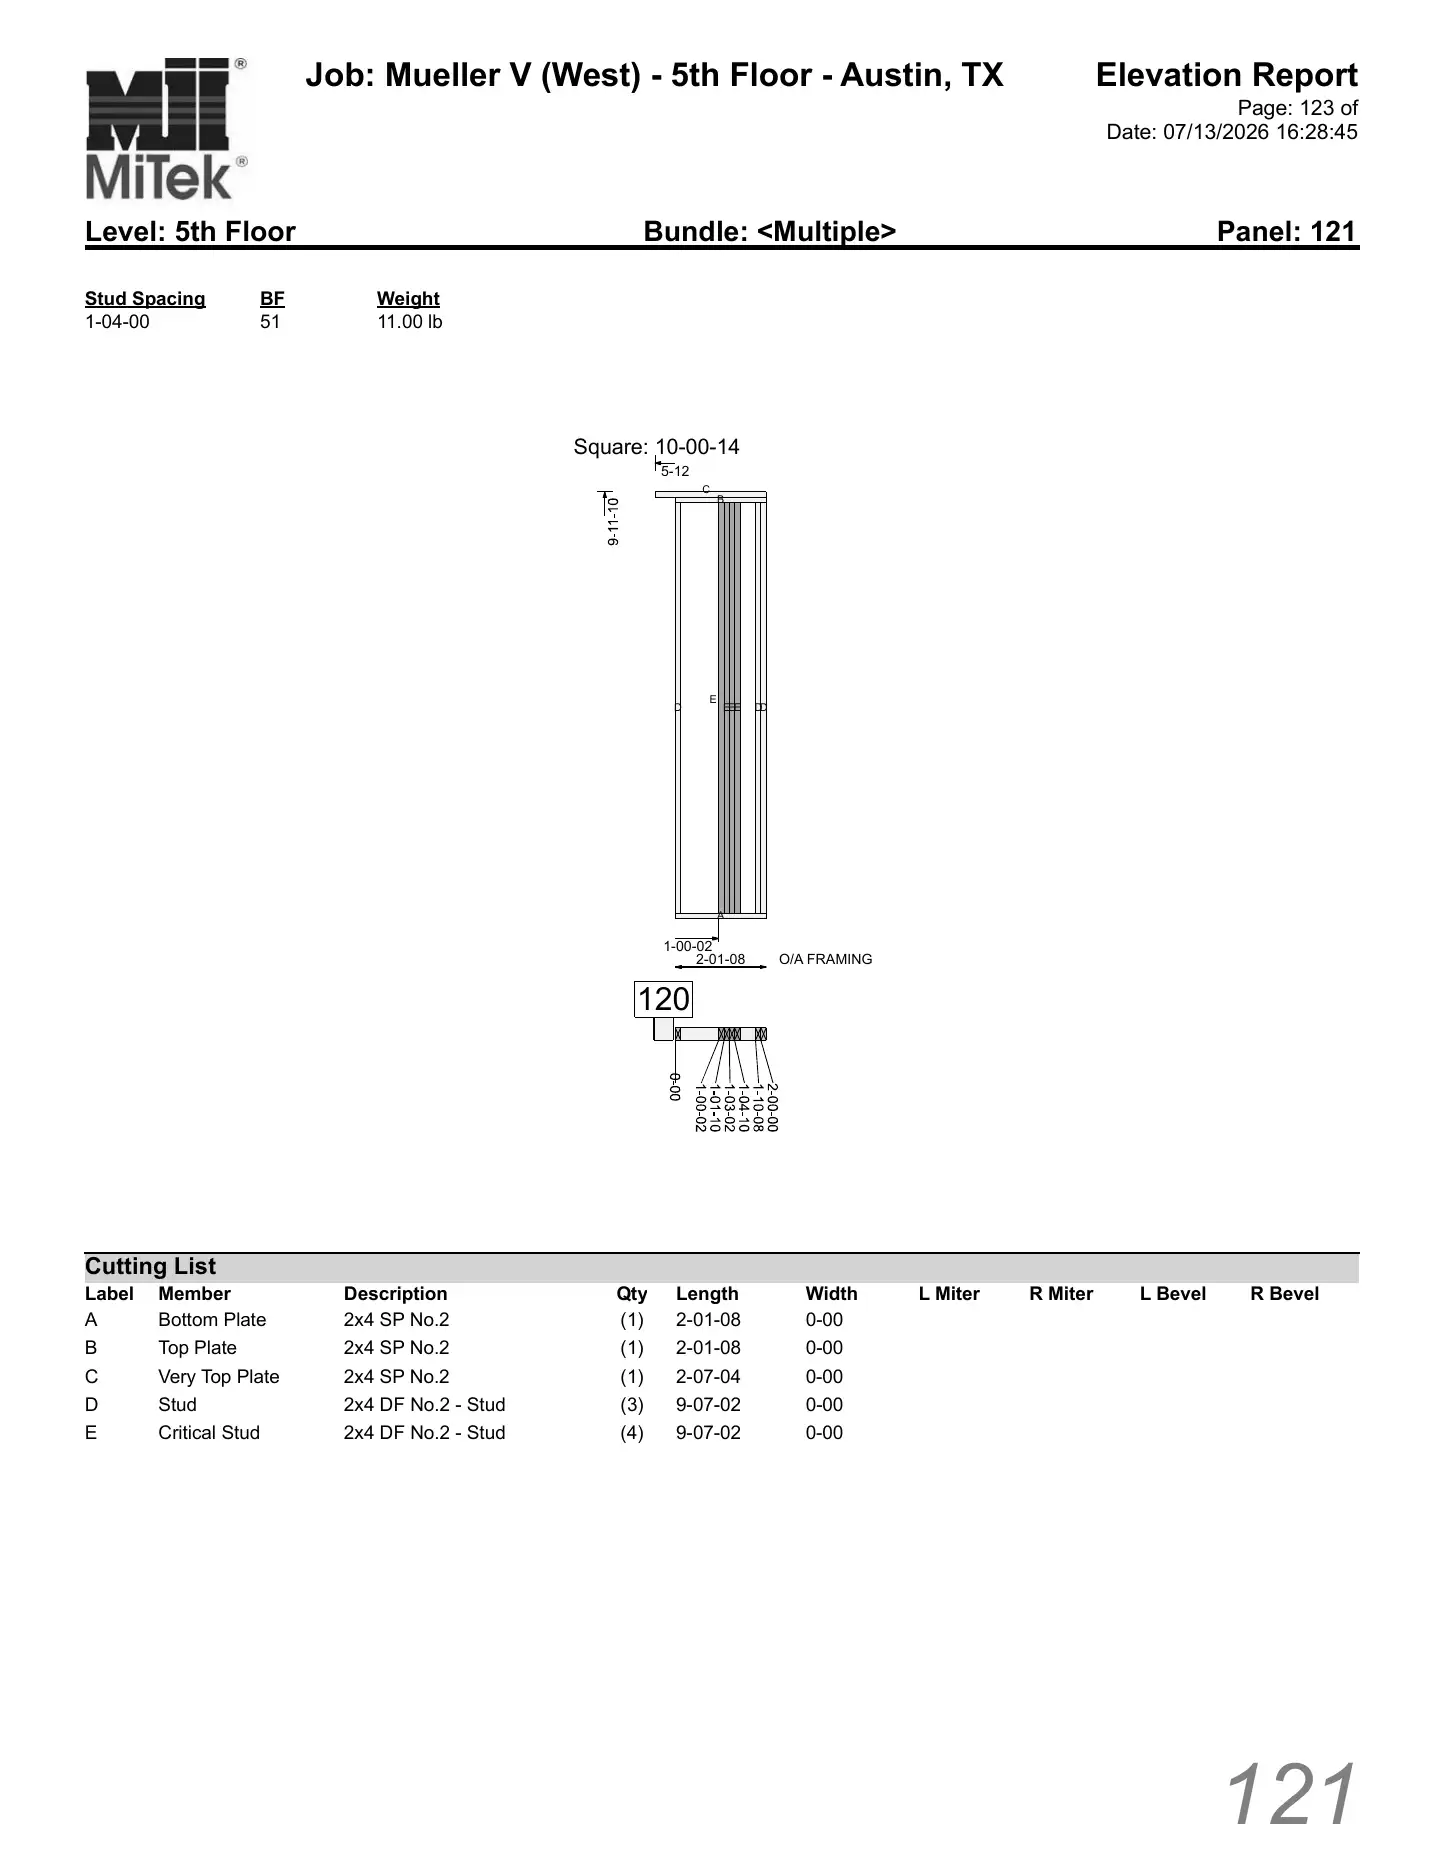 Job: Mueller V (West) - 5th Floor - Austin, TX
Elevation Report
Page: 123 of
Date: 07/13/2026 16:28:45
MiTek®
Level: 5th Floor Bundle: <Multiple> Panel: 121
Stud Spacing BF Weight
1-04-00 51 11.00 lb
Square: 10-00-14
5-12
C
B
9-11-10
E
D E E E D D
A
1-00-02
2-01-08 O/A FRAMING
120
0-00
1-00-02
1-01-10
1-03-02
1-04-10
1-10-08
2-00-00
Cutting List
Label Member Description Qty Length Width L Miter R Miter L Bevel R Bevel
A Bottom Plate 2x4 SP No.2 (1) 2-01-08 0-00
B Top Plate 2x4 SP No.2 (1) 2-01-08 0-00
C Very Top Plate 2x4 SP No.2 (1) 2-07-04 0-00
D Stud 2x4 DF No.2 - Stud (3) 9-07-02 0-00
E Critical Stud 2x4 DF No.2 - Stud (4) 9-07-02 0-00
121